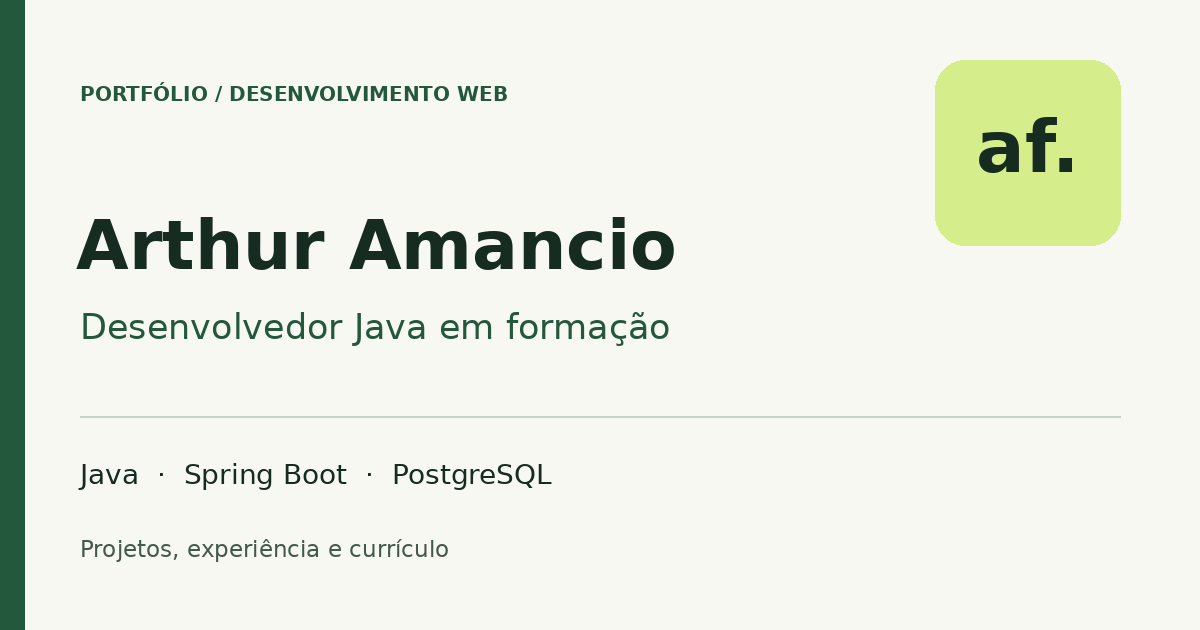 PORTFÓLIO / DESENVOLVIMENTO WEB
af.
Arthur Amancio
Desenvolvedor Java em formação
Java · Spring Boot · PostgreSQL
Projetos, experiência e currículo